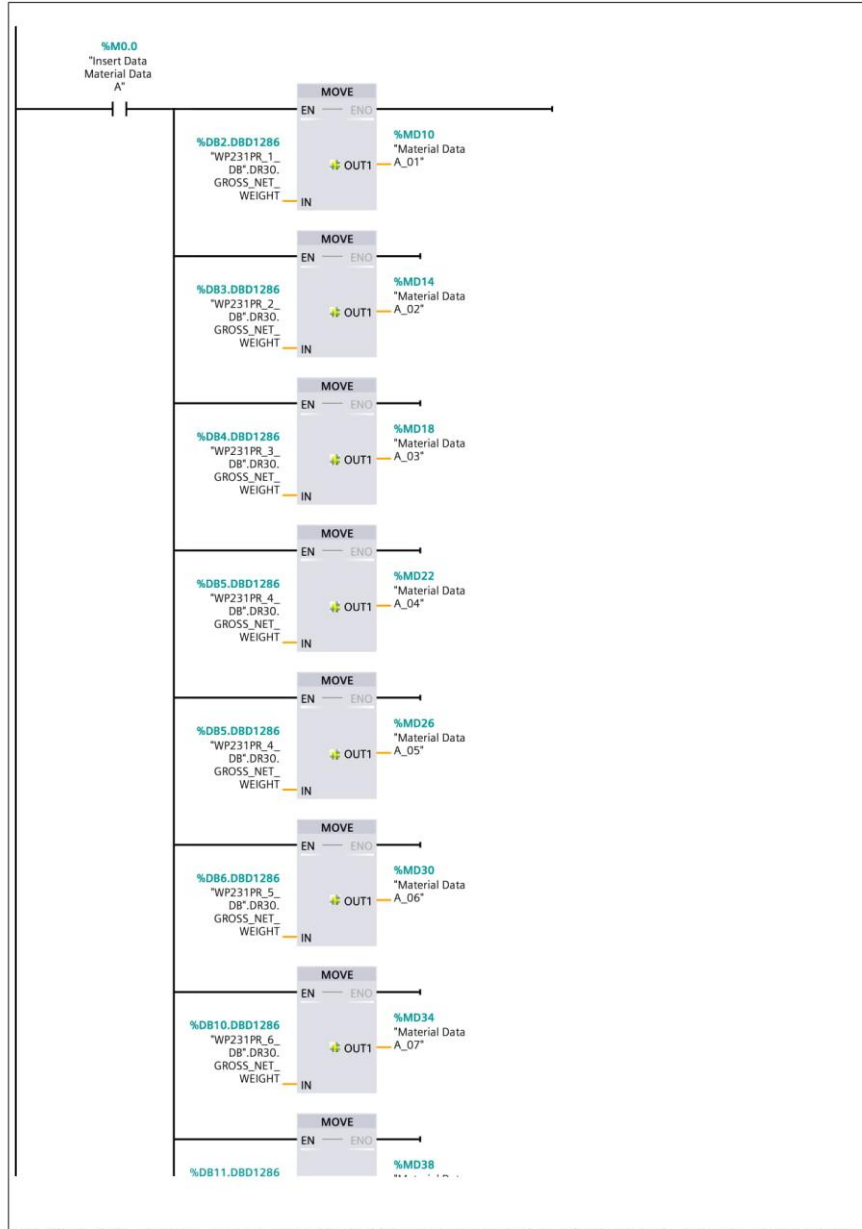 %M0.0
"Insert Data
Material Data
A"
MOVE
EN ENO
%DB2.DBD1286
"WP231PR_1_
DB".DR30.
GROSS_NET_
WEIGHT
IN
OUT1
%MD10
"Material Data
A_01"
MOVE
EN ENO
%DB3.DBD1286
"WP231PR_2_
DB".DR30.
GROSS_NET_
WEIGHT
IN
OUT1
%MD14
"Material Data
A_02"
MOVE
EN ENO
%DB4.DBD1286
"WP231PR_3_
DB".DR30.
GROSS_NET_
WEIGHT
IN
OUT1
%MD18
"Material Data
A_03"
MOVE
EN ENO
%DB5.DBD1286
"WP231PR_4_
DB".DR30.
GROSS_NET_
WEIGHT
IN
OUT1
%MD22
"Material Data
A_04"
MOVE
EN ENO
%DB5.DBD1286
"WP231PR_4_
DB".DR30.
GROSS_NET_
WEIGHT
IN
OUT1
%MD26
"Material Data
A_05"
MOVE
EN ENO
%DB6.DBD1286
"WP231PR_5_
DB".DR30.
GROSS_NET_
WEIGHT
IN
OUT1
%MD30
"Material Data
A_06"
MOVE
EN ENO
%DB10.DBD1286
"WP231PR_6_
DB".DR30.
GROSS_NET_
WEIGHT
IN
OUT1
%MD34
"Material Data
A_07"
MOVE
EN ENO
%DB11.DBD1286
%MD38